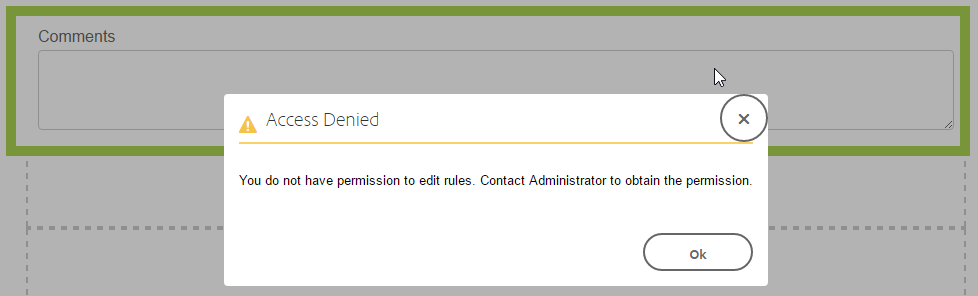 Comments
Access Denied
You do not have permission to edit rules. Contact Administrator to obtain the permission.
Ok